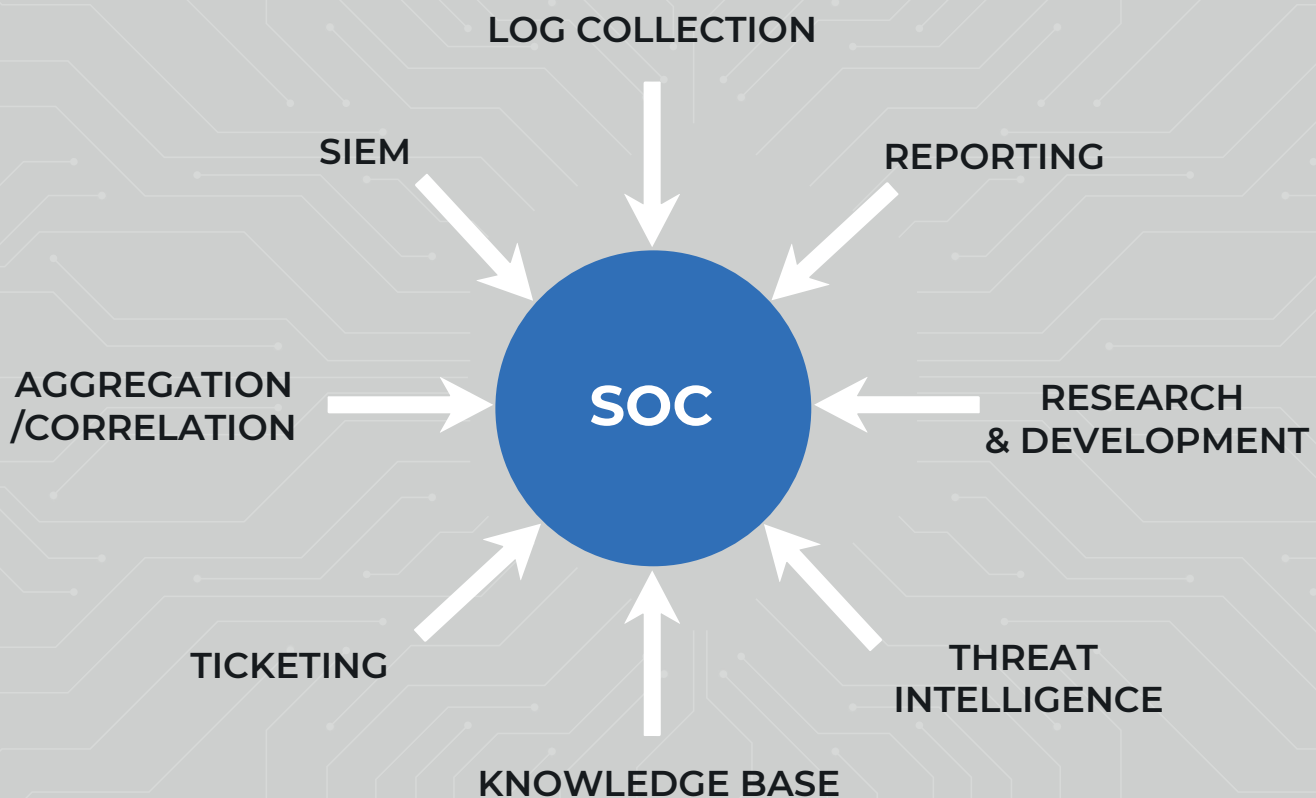 LOG COLLECTION
SIEM
REPORTING
AGGREGATION
/CORRELATION
SOC
RESEARCH
& DEVELOPMENT
TICKETING
THREAT
INTELLIGENCE
KNOWLEDGE BASE